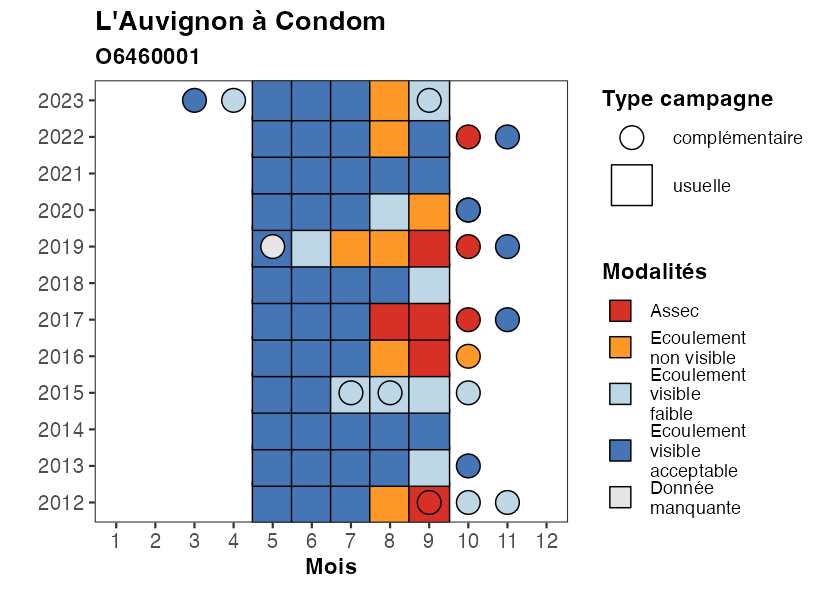 L'Auvignon à Condom
O6460001
2023
2022
2021
2020
2019
2018
2017
2016
2015
2014
2013
2012
1 2 3 4 5 6 7 8 9 10 11 12
Mois
Type campagne
complémentaire
usuelle
Modalités
Assec
Ecoulement
non visible
Ecoulement
visible
faible
Ecoulement
visible
acceptable
Donnée
manquante